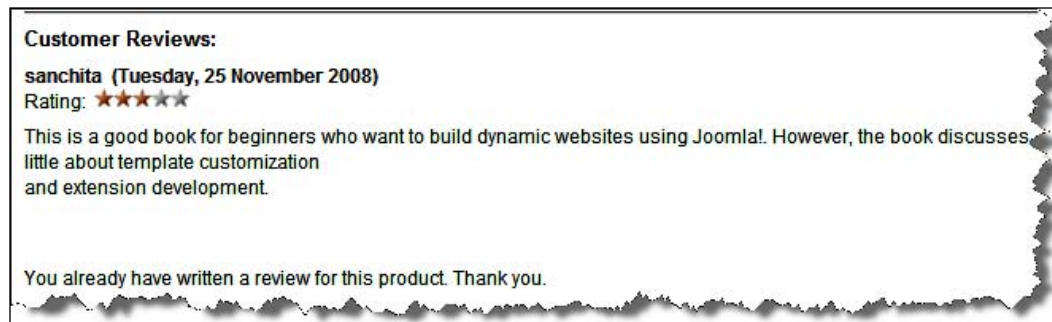 Customer Reviews:
sanchita (Tuesday, 25 November 2008)
Rating:
This is a good book for beginners who want to build dynamic websites using Joomla!. However, the book discusses
little about template customization
and extension development.
You already have written a review for this product. Thank you.